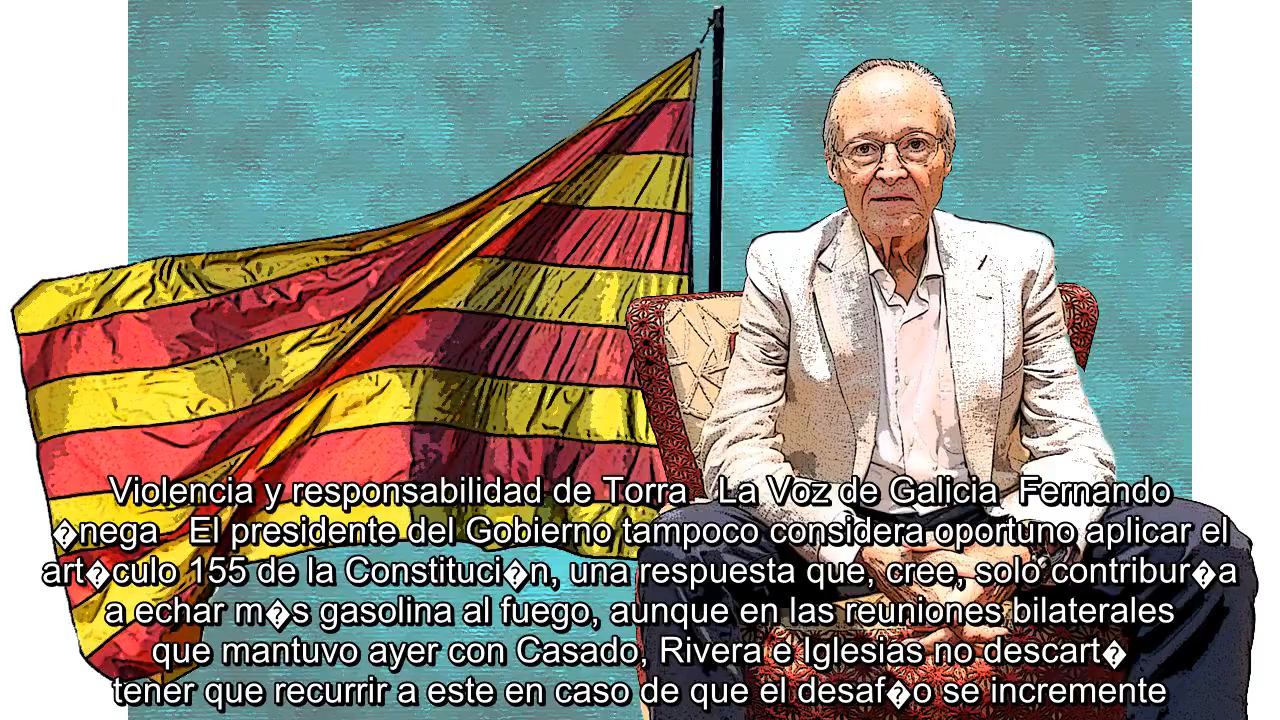 Violencia y responsabilidad de Torra   La Voz de Galicia  Fernando
�nega   El presidente del Gobierno tampoco considera oportuno aplicar el
art�culo 155 de la Constituci�n, una respuesta que, cree, solo contribur�a
a echar m�s gasolina al fuego, aunque en las reuniones bilaterales
que mantuvo ayer con Casado, Rivera e Iglesias no descart�
tener que recurrir a este en caso de que el desaf�o se incremente